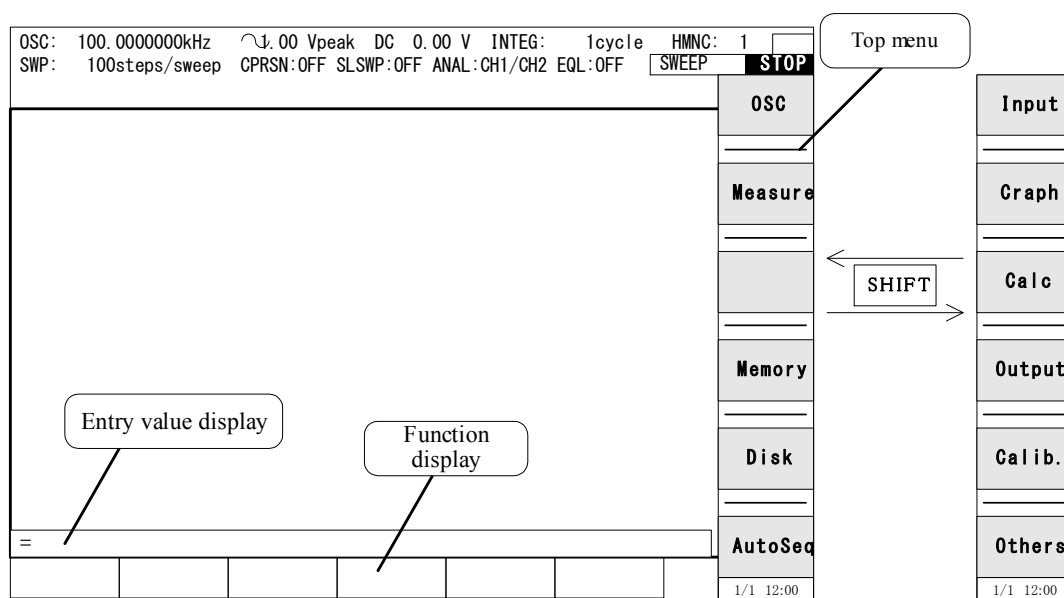 OSC: 100.0000000kHz 1.00 Vpeak DC 0.00 V INTEG: 1cycle HMNC: 1
SWP: 100steps/sweep CPRSN:OFF SLSWP:OFF ANAL:CH1/CH2 EQL:OFF SWEEP STOP
Top menu
OSC
Measure
Memory
Disk
AutoSeq
1/1 12:00
SHIFT
Input
Craph
Calc
Output
Calib.
Others
1/1 12:00
Entry value display
Function
display
=